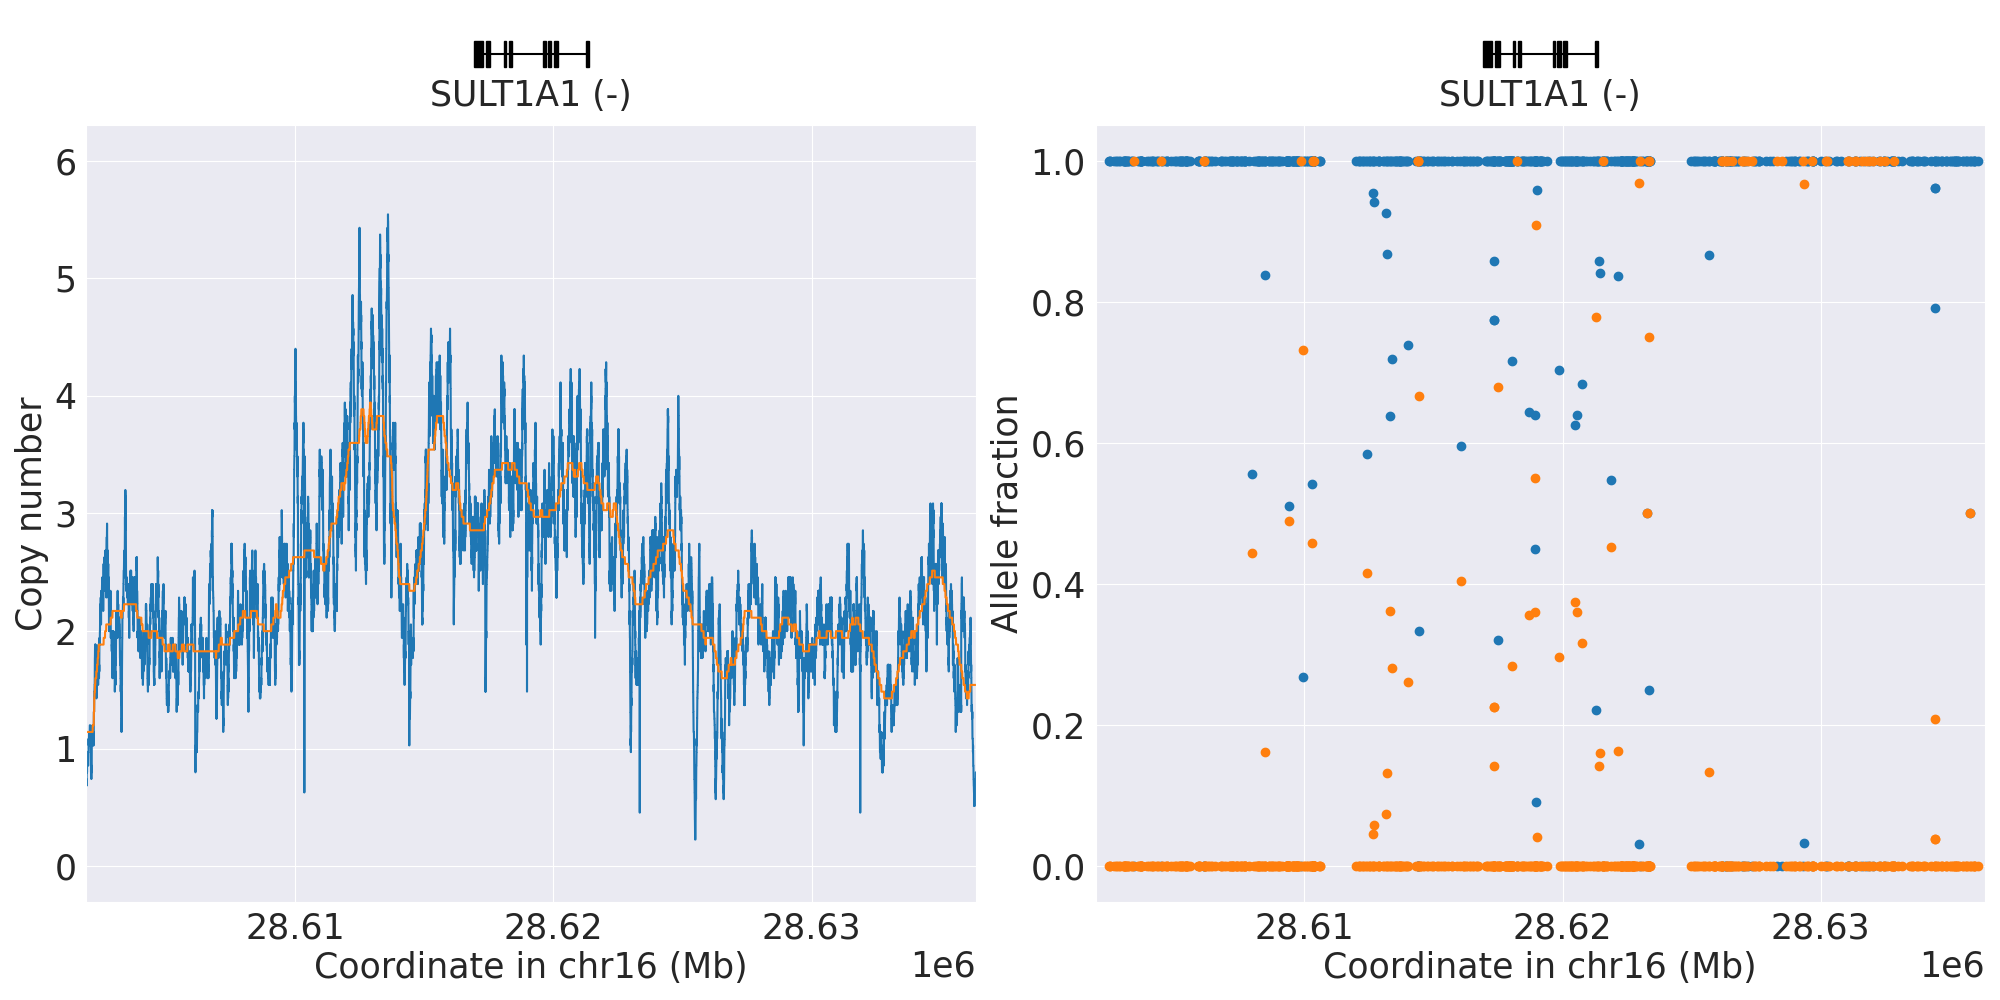 SULT1A1 (-)
6
5
4
3
2
1
0
Copy number
28.61
28.62
28.63
Coordinate in chr16 (Mb)
1e6
SULT1A1 (-)
1.0
0.8
0.6
0.4
0.2
0.0
Allele fraction
28.61
28.62
28.63
Coordinate in chr16 (Mb)
1e6